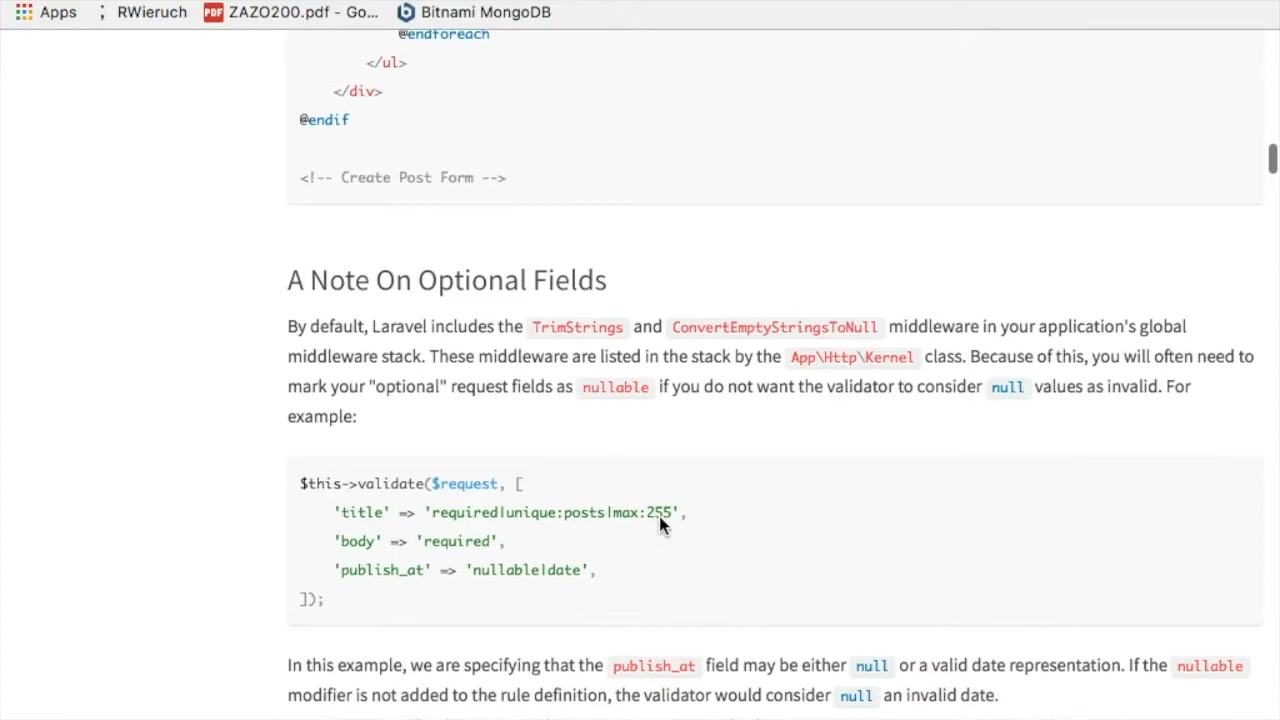 Apps ; RWieruch PDF ZAZO200.pdf - Go... Bitnami MongoDB
@endforeach
</ul>
</div>
@endif
<!-- Create Post Form -->
A Note On Optional Fields
By default, Laravel includes the TrimStrings and ConvertEmptyStringsToNull middleware in your application's global
middleware stack. These middleware are listed in the stack by the App\Http\Kernel class. Because of this, you will often need to
mark your "optional" request fields as nullable if you do not want the validator to consider null values as invalid. For
example:
$this->validate($request, [
'title' => 'required|unique:posts|max:255',
'body' => 'required',
'publish_at' => 'nullable|date',
]);
In this example, we are specifying that the publish_at field may be either null or a valid date representation. If the nullable
modifier is not added to the rule definition, the validator would consider null an invalid date.